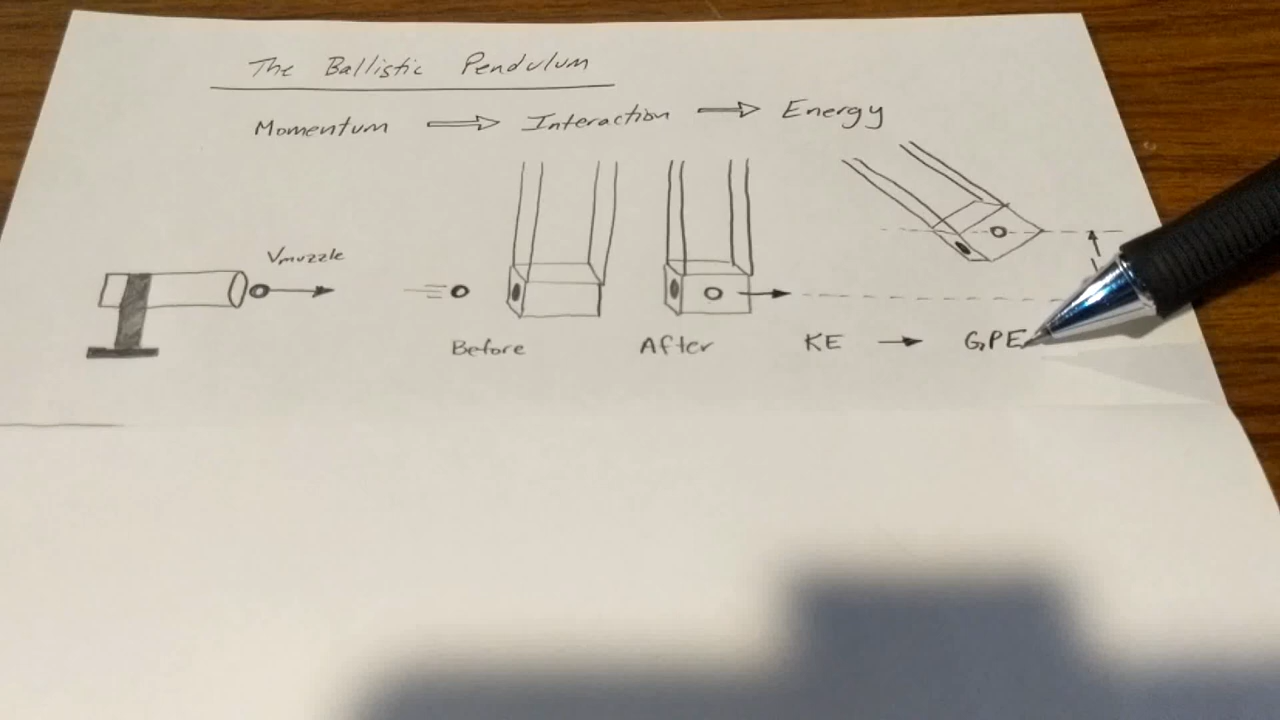 The Ballistic Pendulum
Momentum ⇒ Interaction ⇒ Energy
Vmuzzle
Before After KE → GPE